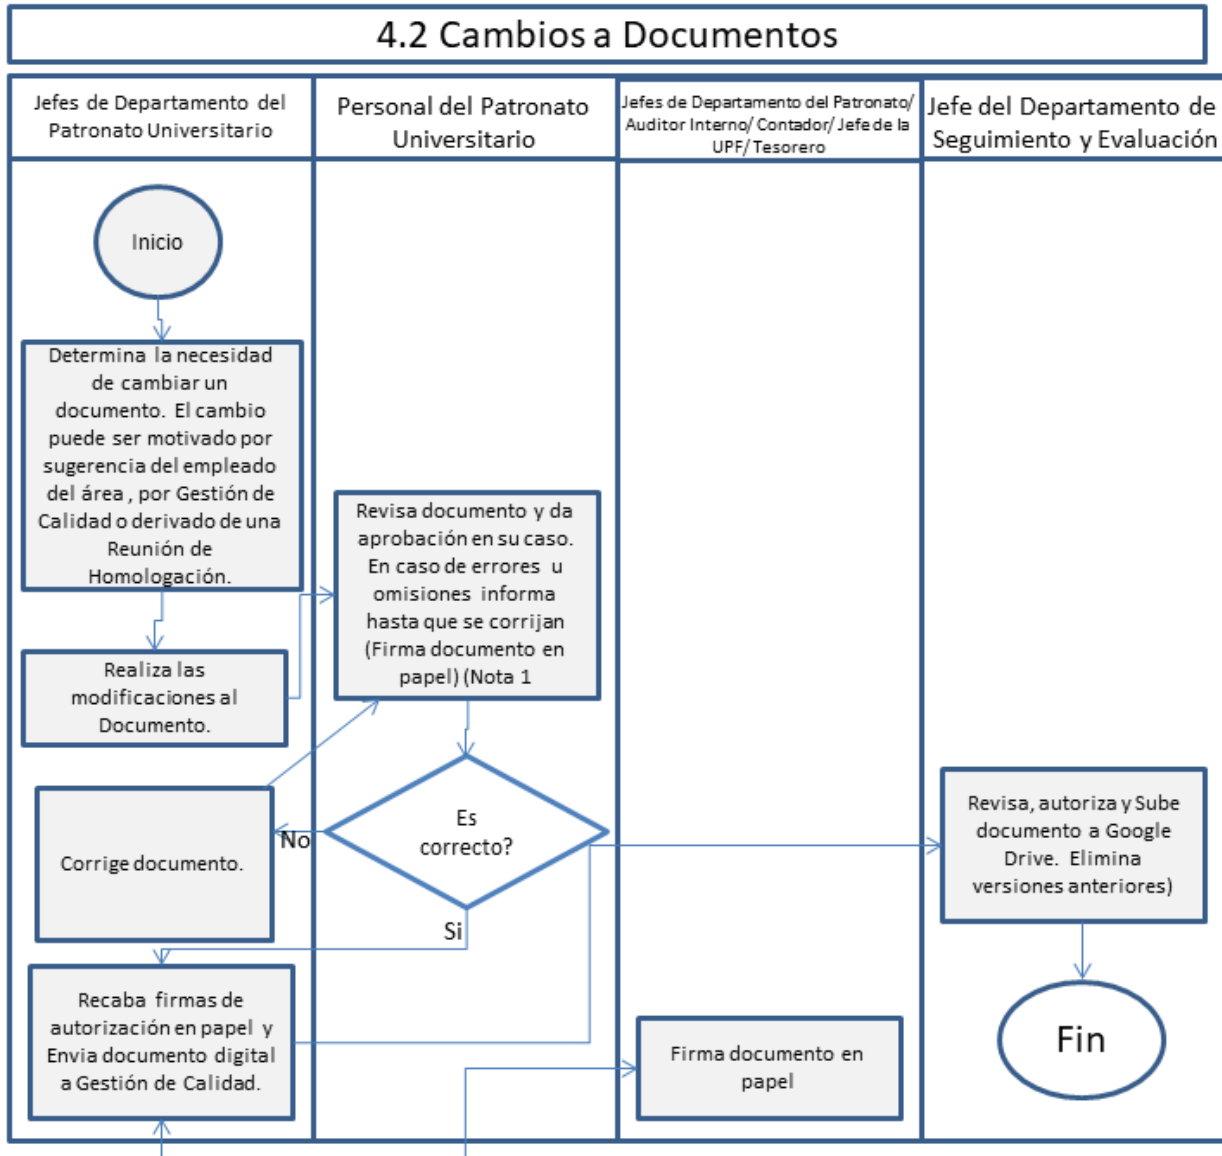 4.2 Cambios a Documentos
Jefes de Departamento del
Patronato Universitario
Personal del Patronato
Universitario
Jefes de Departamento del Patronato/
Auditor Interno/ Contador/ Jefe de la
UPF/ Tesorero
Jefe del Departamento de
Seguimiento y Evaluación
Inicio
Determina la necesidad
de cambiar un
documento. El cambio
puede ser motivado por
sugerencia del empleado
del área , por Gestión de
Calidad o derivado de una
Reunión de
Homologación.
Revisa documento y da
aprobación en su caso.
En caso de errores u
omisiones informa
hasta que se corrijan
(Firma documento en
papel) (Nota 1
Realiza las
modificaciones al
Documento.
Es
correcto?
No
Corrige documento.
Si
Revisa, autoriza y Sube
documento a Google
Drive. Elimina
versiones anteriores)
Recaba firmas de
autorización en papel y
Envia documento digital
a Gestión de Calidad.
Firma documento en
papel
Fin